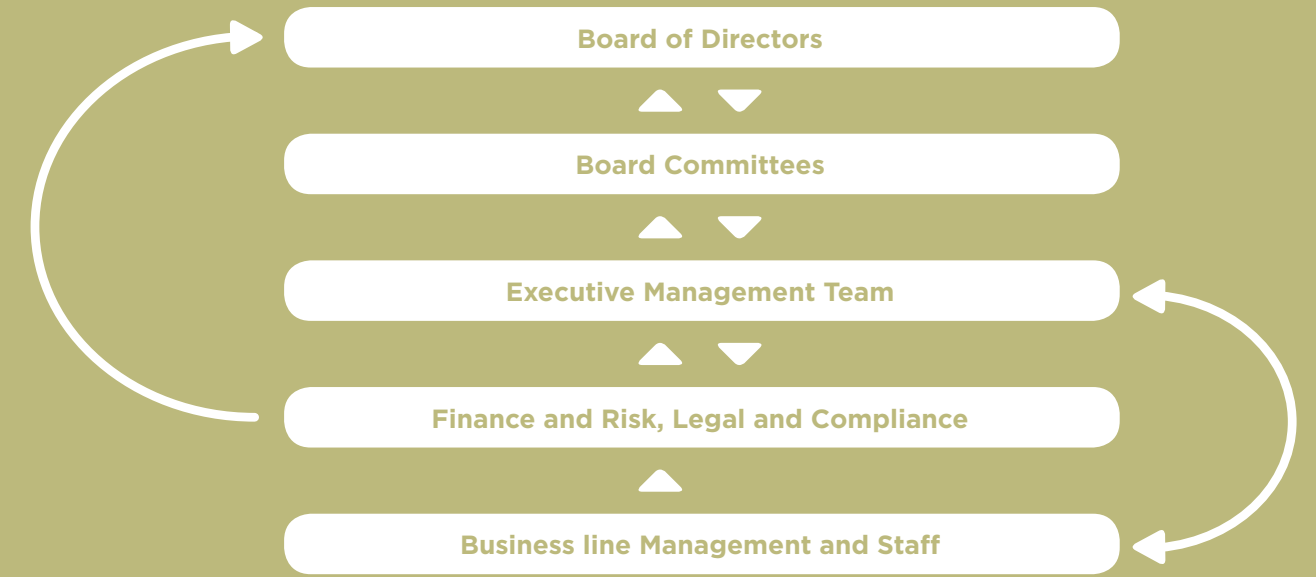 Board of Directors
Board Committees
Executive Management Team
Finance and Risk, Legal and Compliance
Business line Management and Staff